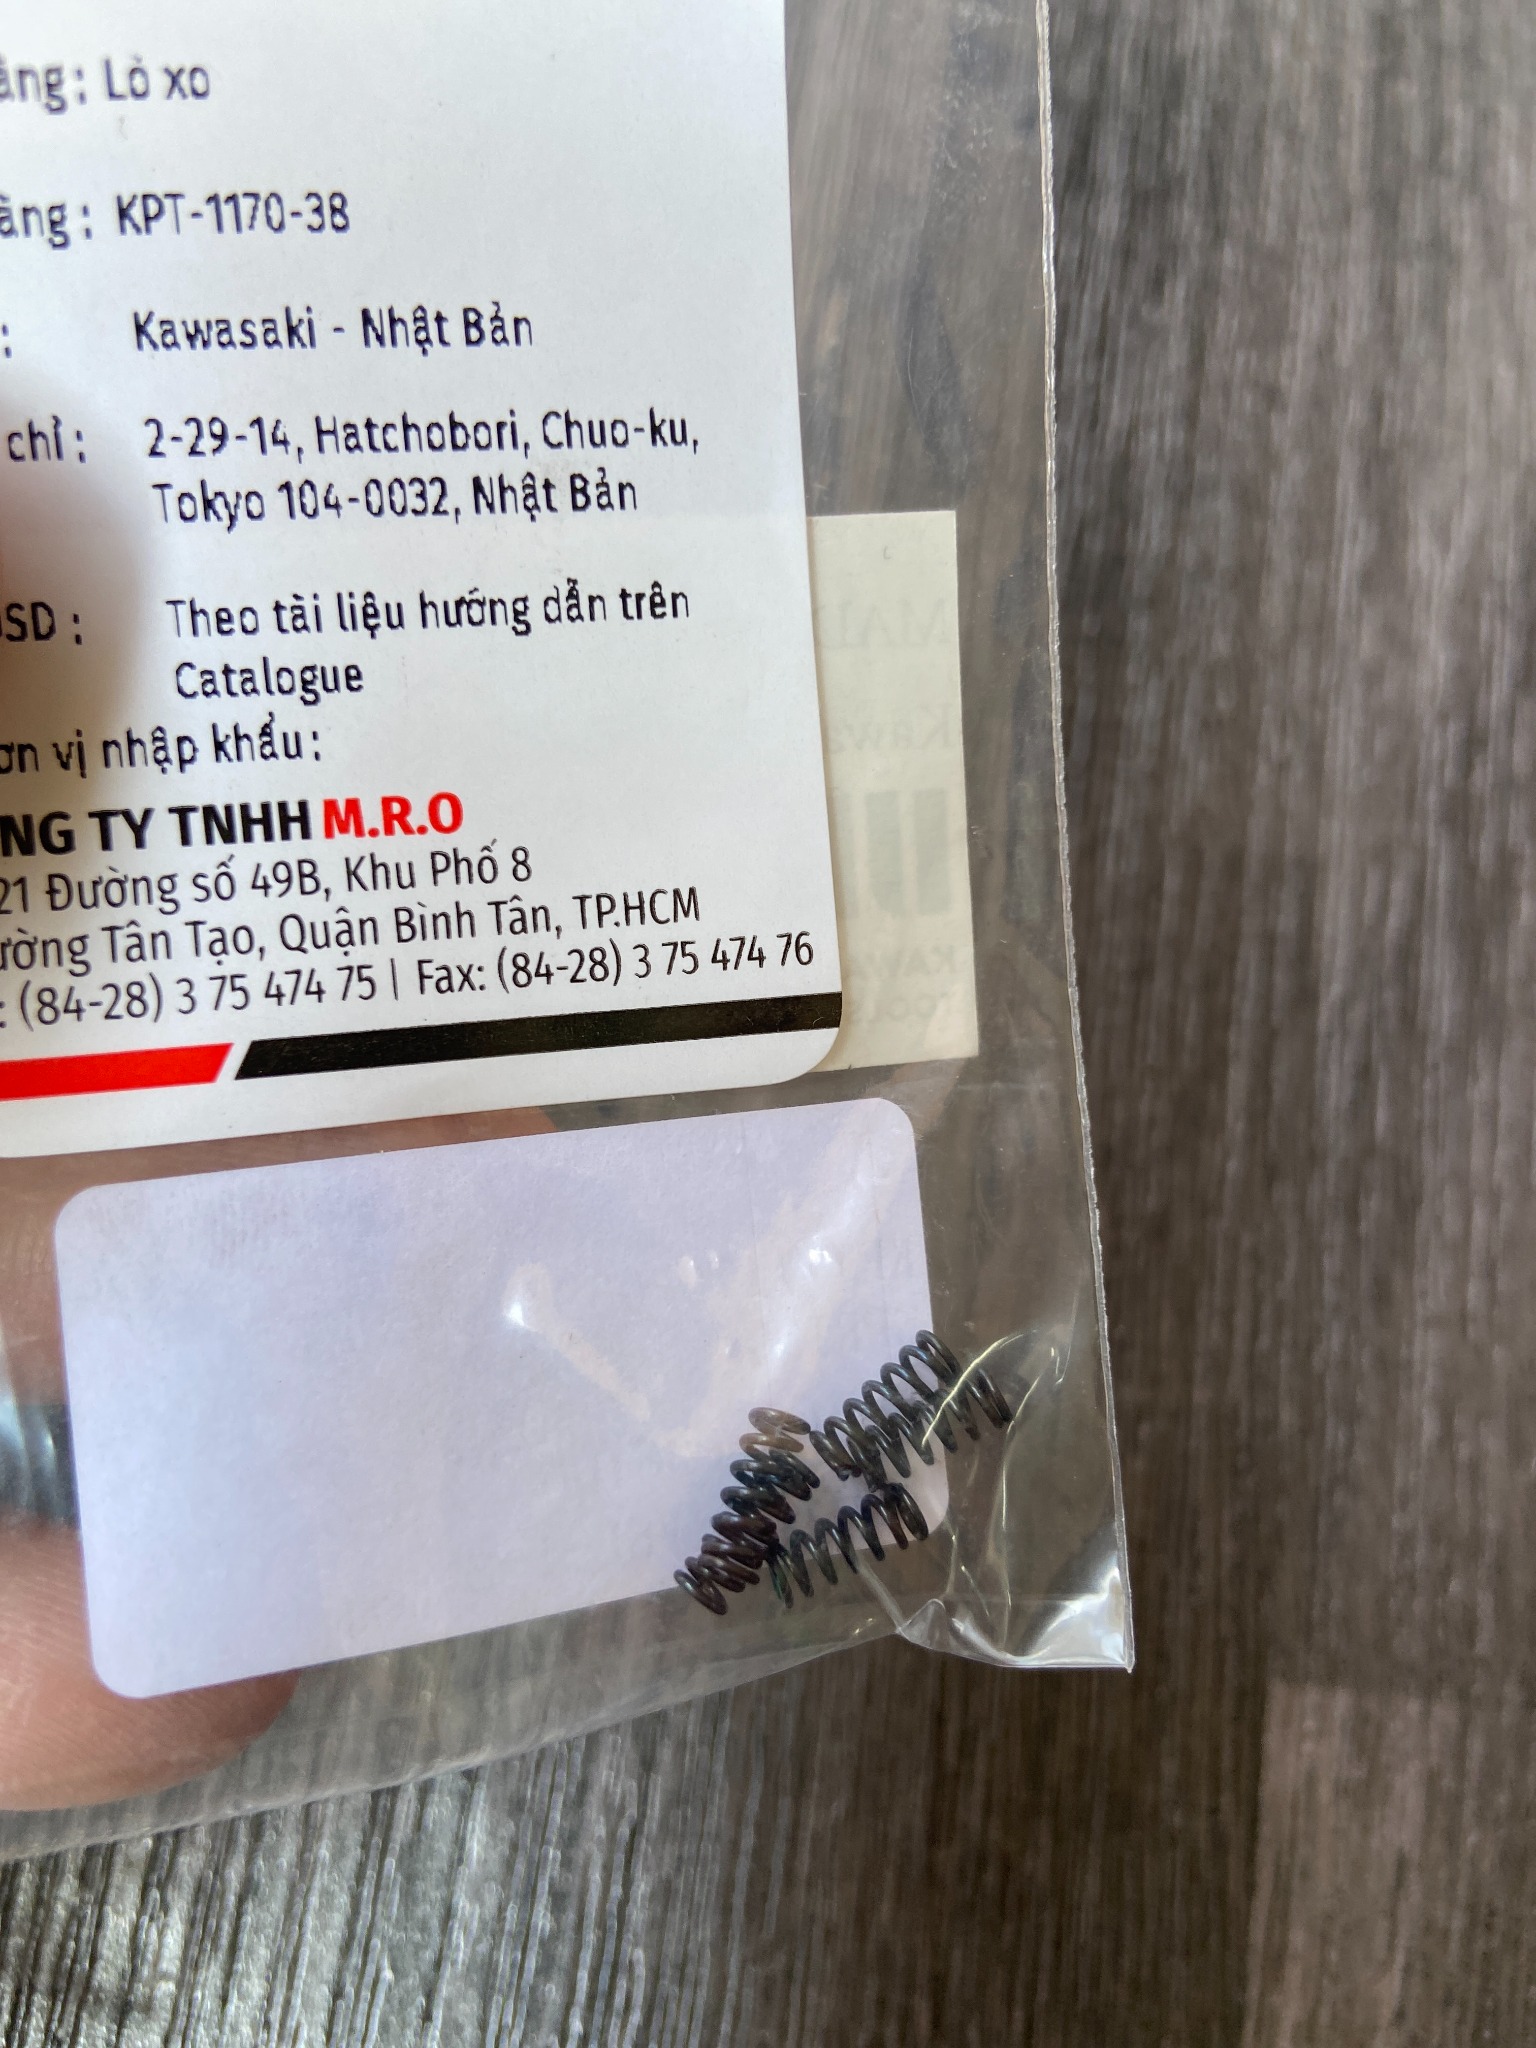 ãng: Lò xo
àng: KPT-1170-38
: Kawasaki - Nhật Bản
chỉ: 2-29-14, Hatchobori, Chuo-ku,
Tokyo 104-0032, Nhật Bản
SD: Theo tài liệu hướng dẫn trên
Catalogue
ơn vị nhập khẩu:
NG TY TNHH M.R.O
21 Đường số 49B, Khu Phố 8
ường Tân Tạo, Quận Bình Tân, TP.HCM
: (84-28) 3 75 474 75 | Fax: (84-28) 3 75 474 76